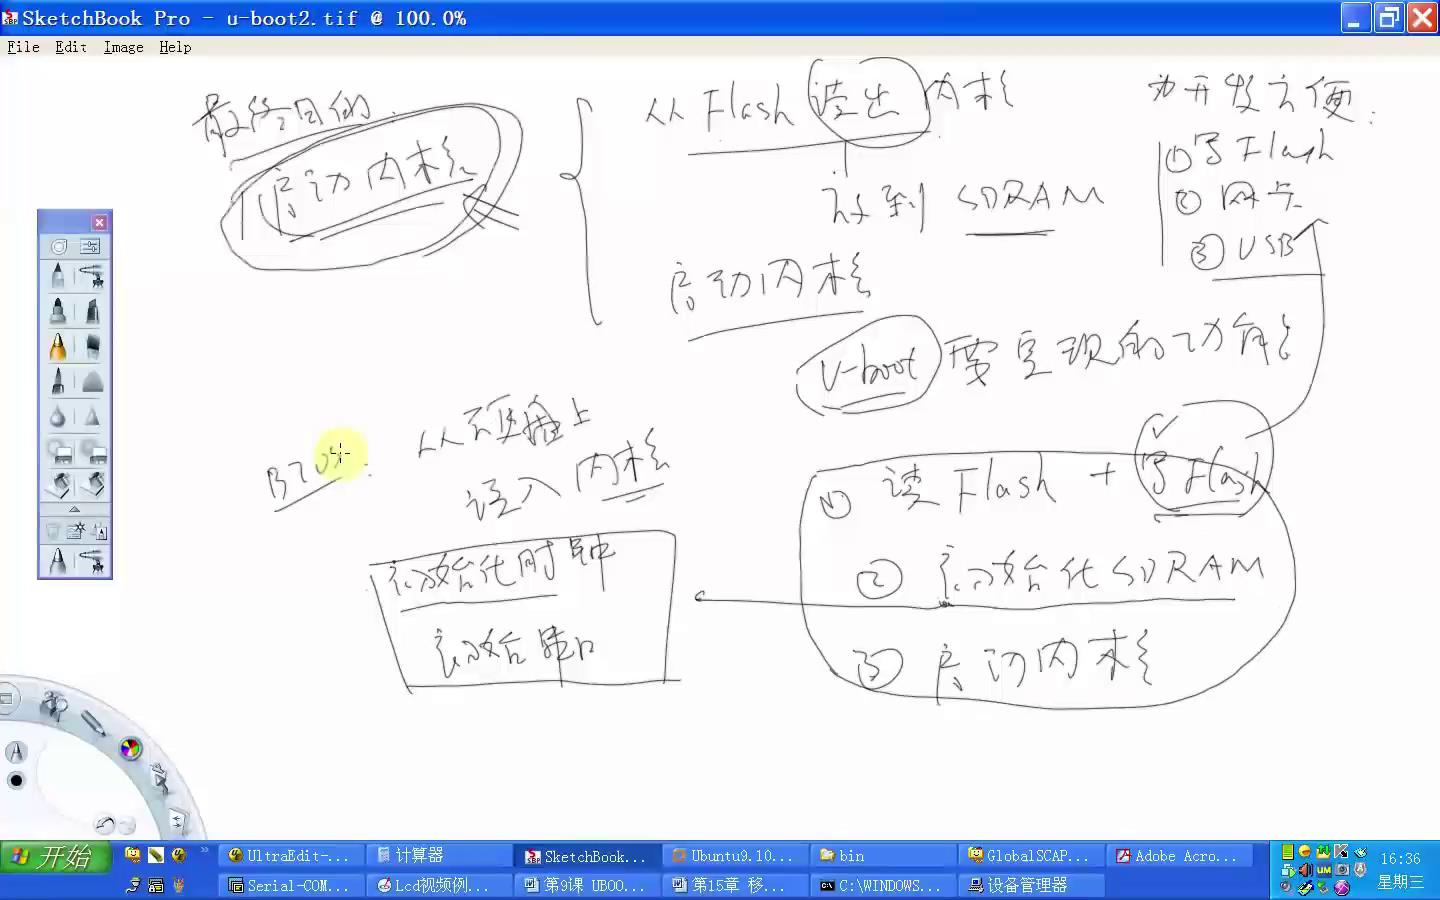 SketchBook Pro - u-boot2.tif @ 100.0%
File Edit Image Help
最终目的
启动内核
从Flash读出内核
读到SDRAM
启动内核
为开发方便:
①写Flash
②网卡
③USB
U-boot要实现的功能
BIOS:
从硬盘上
读入内核
初始化时钟
初始串口
①读Flash + 写Flash
②初始化SDRAM
③启动内核
开始
UltraEdit-...
计算器
SketchBook...
Ubuntu9.10...
bin
GlobalSCAP...
Adobe Acro...
16:36
Serial-COM...
Lcd视频例...
第9课 UBOO...
第15章 移...
C:\WINDOWS...
设备管理器
星期三